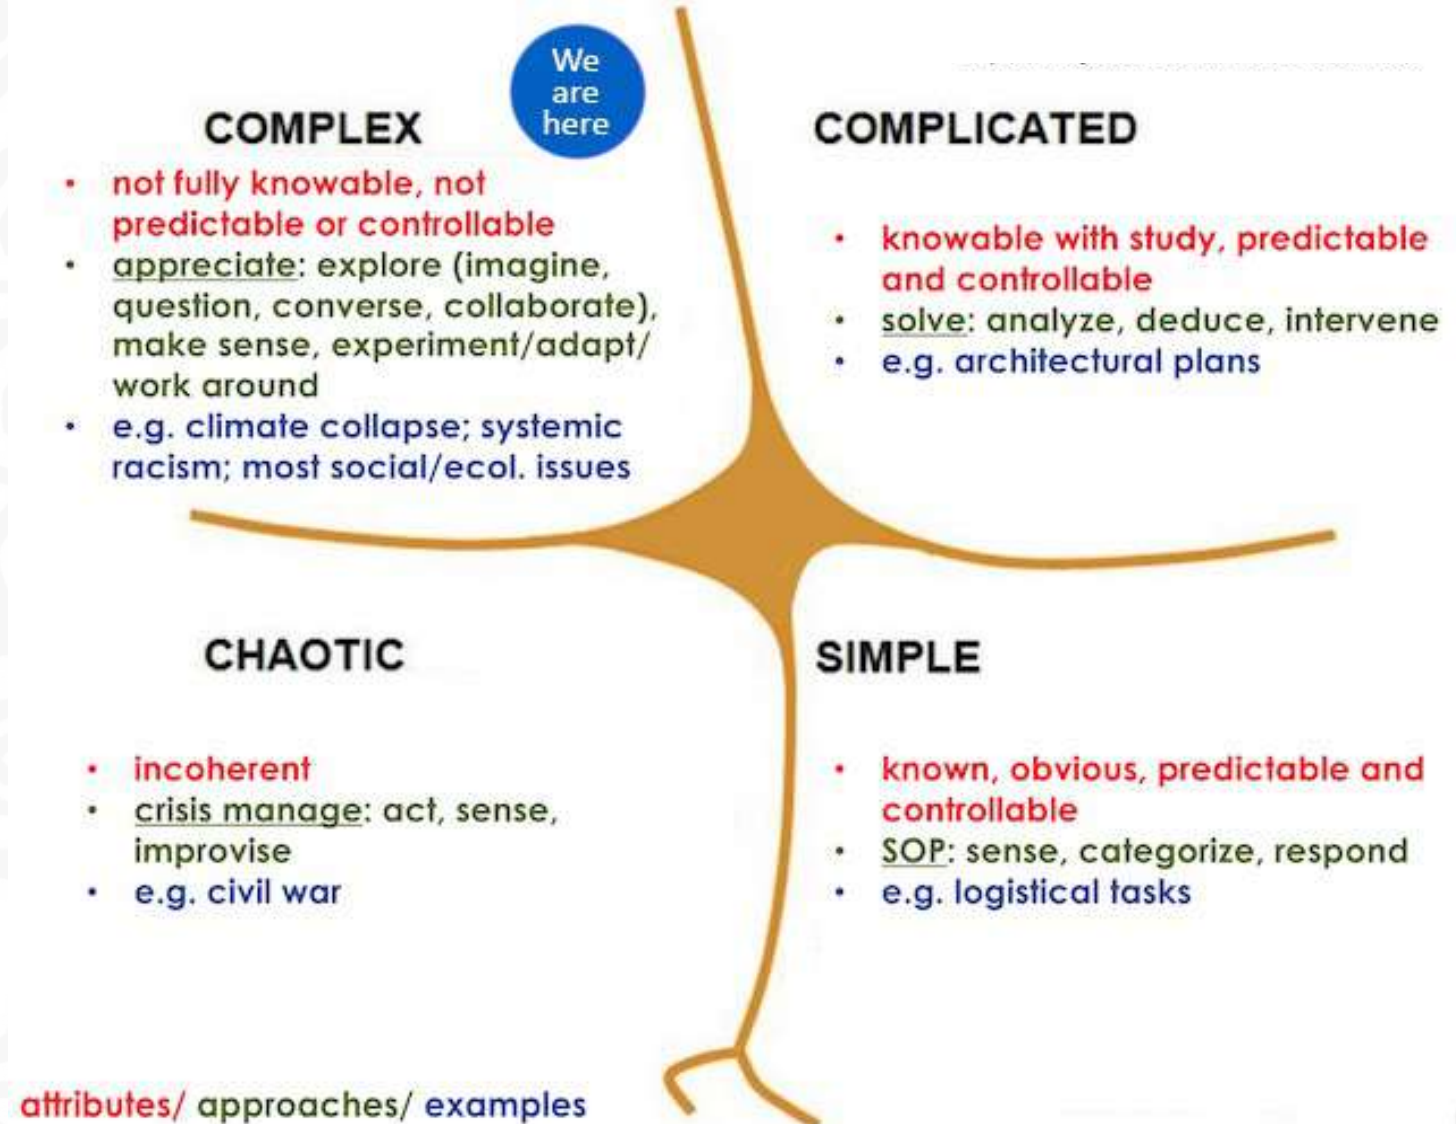 We
are
here
COMPLEX
• not fully knowable, not
predictable or controllable
• appreciate: explore (imagine,
question, converse, collaborate),
make sense, experiment/adapt/
work around
• e.g. climate collapse; systemic
racism; most social/ecol. issues
COMPLICATED
• knowable with study, predictable
and controllable
• solve: analyze, deduce, intervene
• e.g. architectural plans
CHAOTIC
• incoherent
• crisis manage: act, sense,
improvise
• e.g. civil war
SIMPLE
• known, obvious, predictable and
controllable
• SOP: sense, categorize, respond
• e.g. logistical tasks
attributes/ approaches/ examples